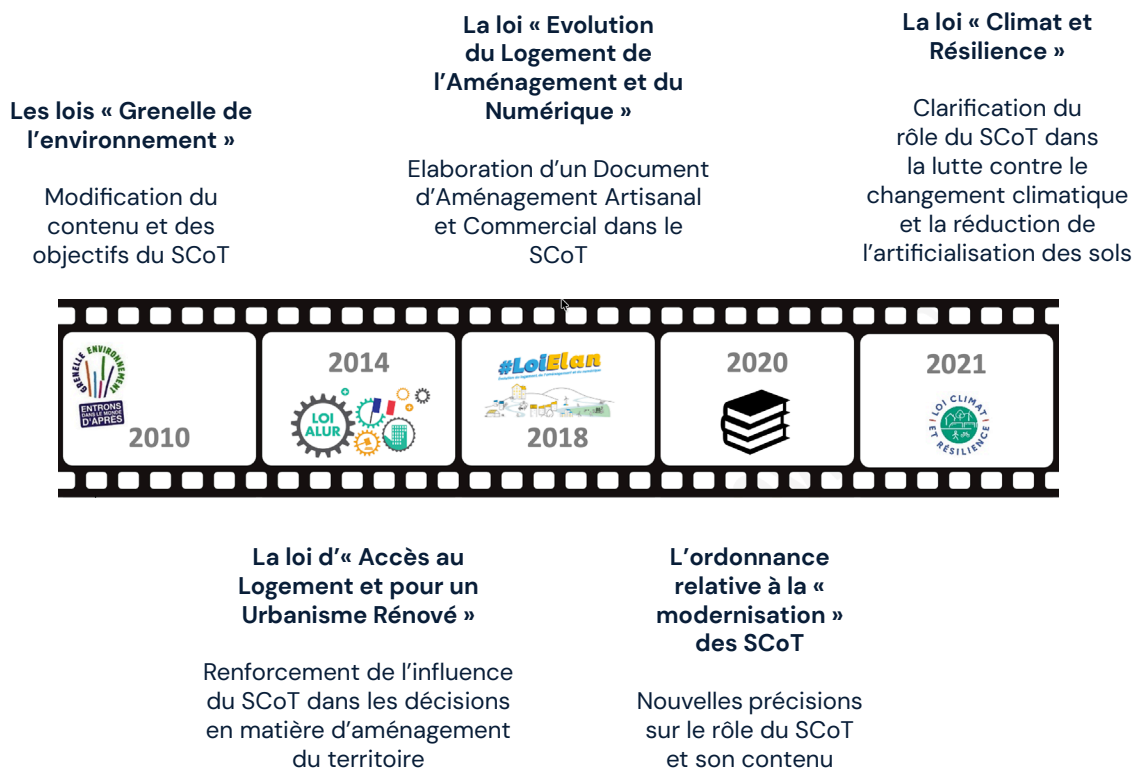 La loi « Evolution
du Logement de
l'Aménagement et du
Numérique »
Elaboration d'un Document
d'Aménagement Artisanal
et Commercial dans le
SCoT
La loi « Climat et
Résilience »
Clarification du
rôle du SCoT dans
la lutte contre le
changement climatique
et la réduction de
l'artificialisation des sols
Les lois « Grenelle de
l'environnement »
Modification du
contenu et des
objectifs du SCoT
GRENELLE ENVIRONNEMENT
ENTRONS
DANS LE MONDE
D'APRÈS
2010
2014
LOI
ALUR
#LoiElan
2018
2020
2021
LOI CLIMAT
ET RÉSILIENCE
La loi d'« Accès au
Logement et pour un
Urbanisme Rénové »
Renforcement de l'influence
du SCoT dans les décisions
en matière d'aménagement
du territoire
L'ordonnance
relative à la «
modernisation »
des SCoT
Nouvelles précisions
sur le rôle du SCoT
et son contenu